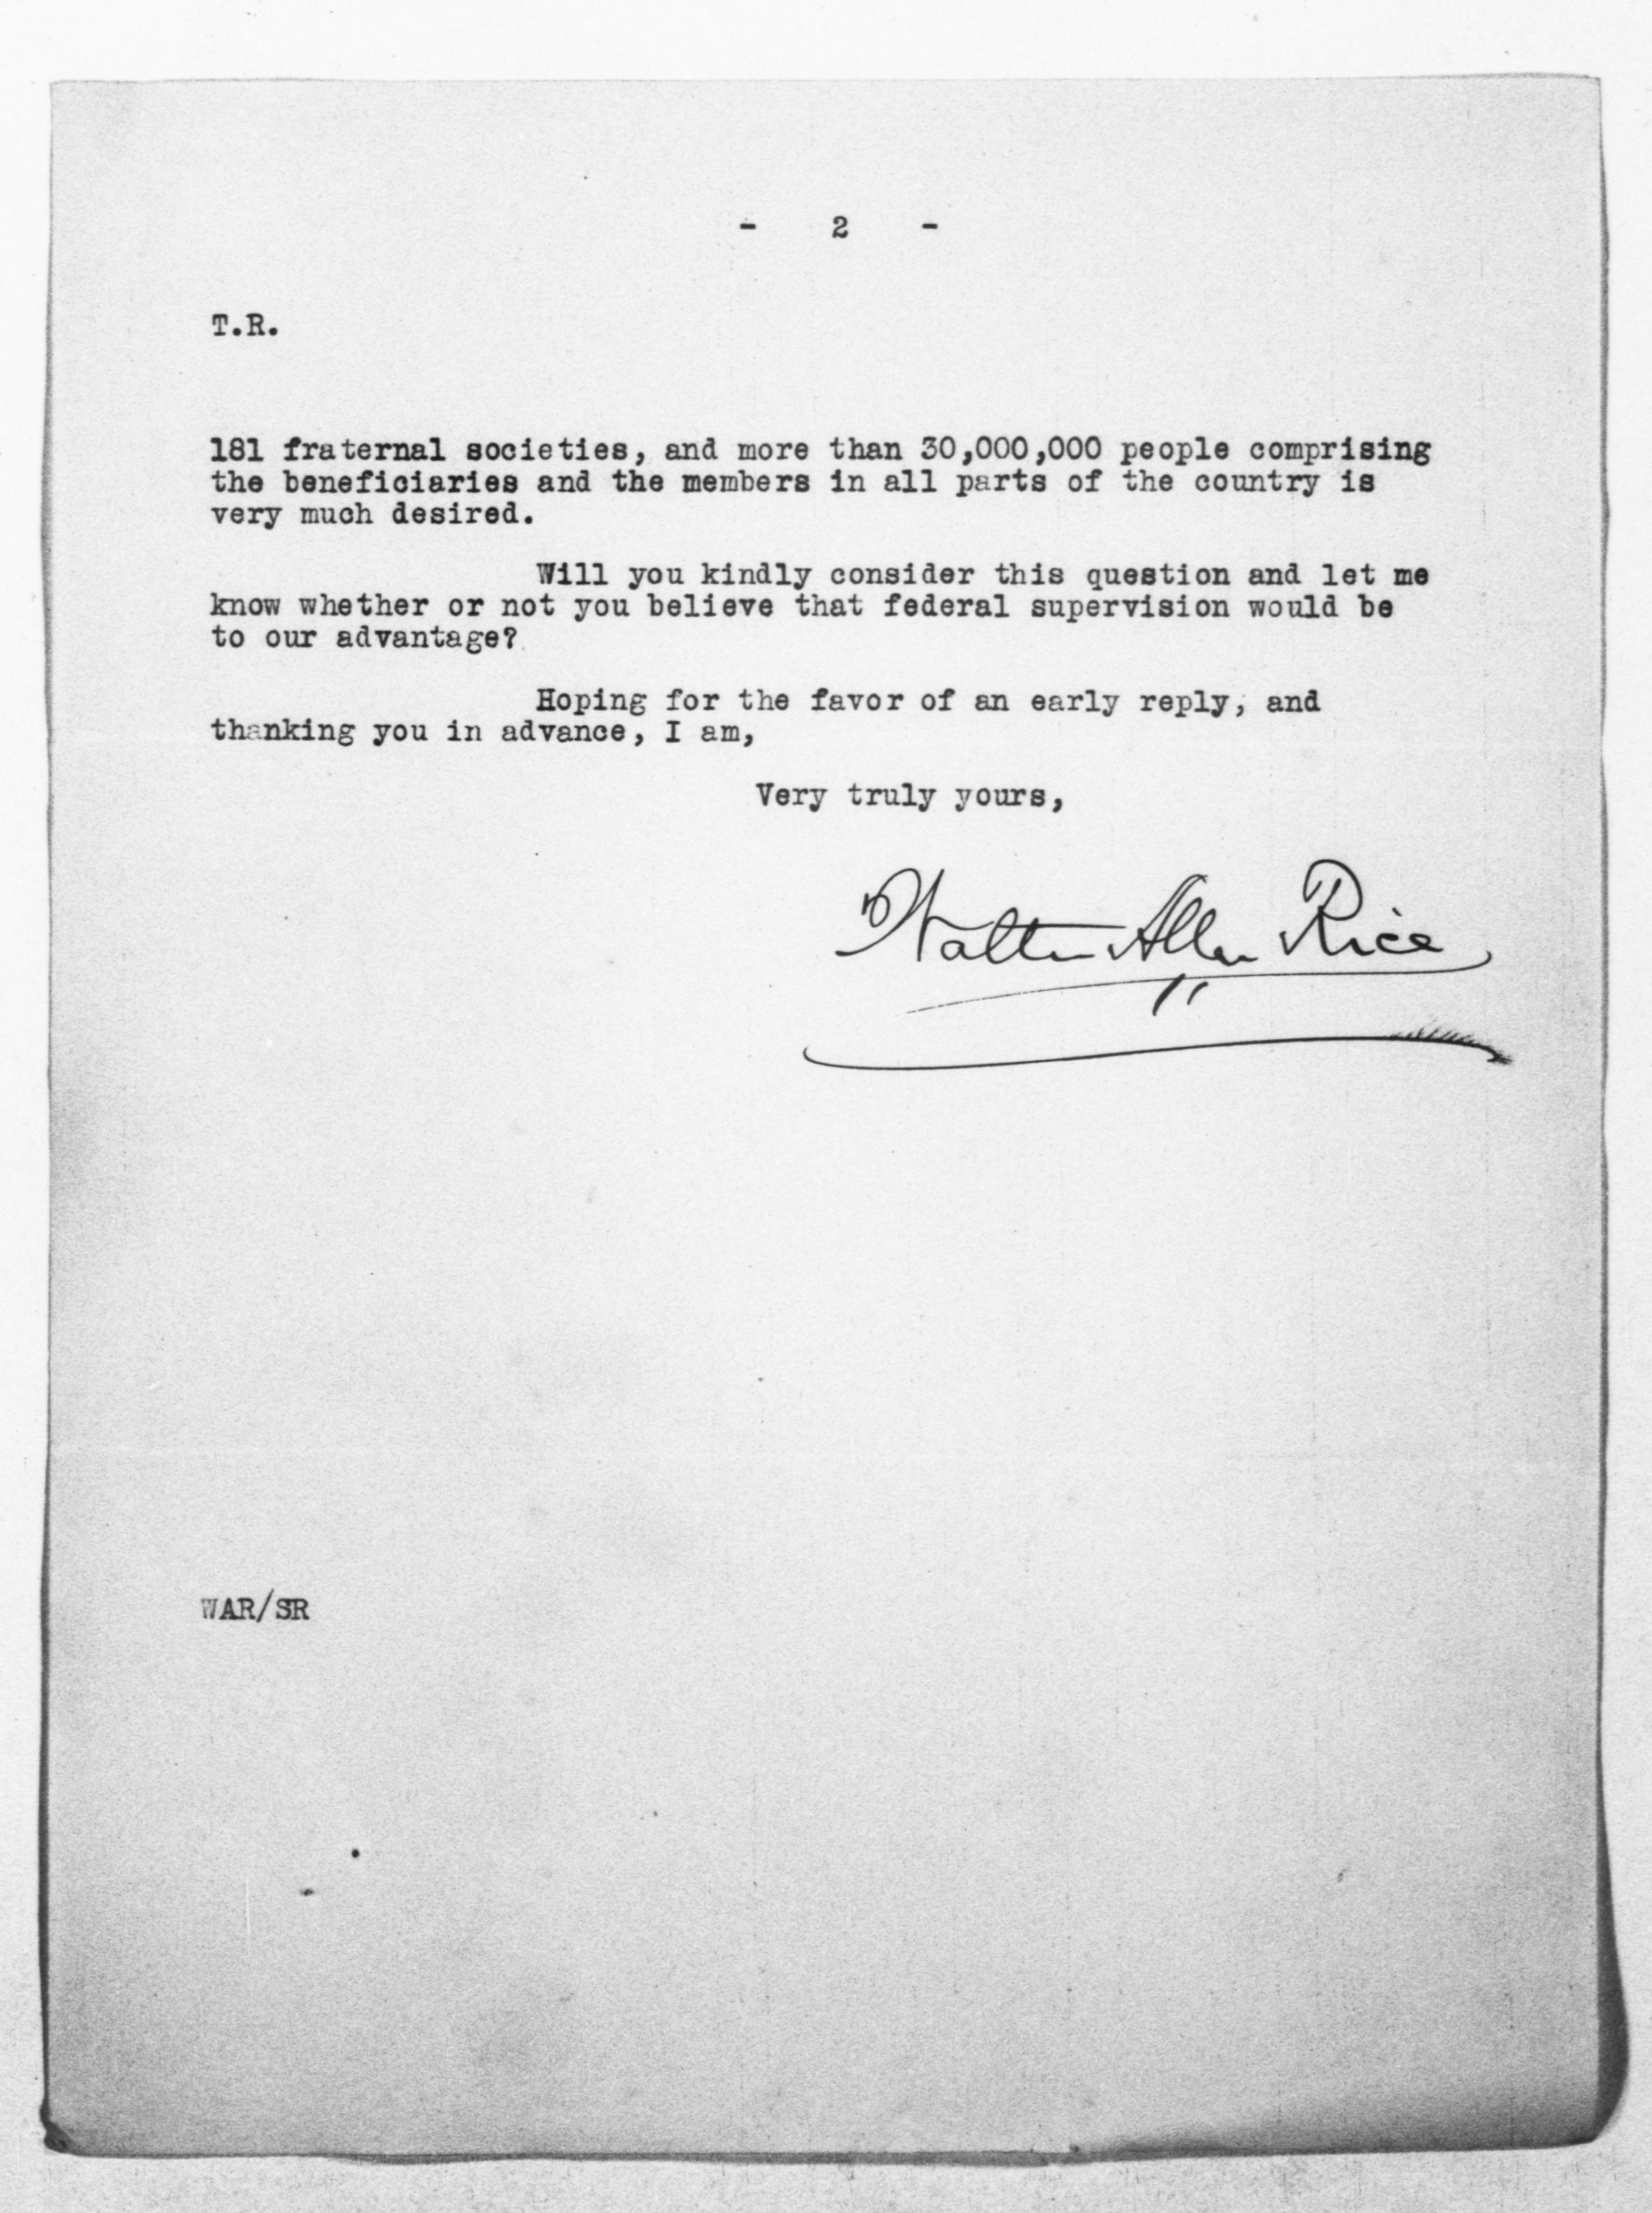 - 2 -
T.R.
181 fraternal societies, and more than 30,000,000 people comprising
the beneficiaries and the members in all parts of the country is
very much desired.
Will you kindly consider this question and let me
know whether or not you believe that federal supervision would be
to our advantage?
Hoping for the favor of an early reply, and
thanking you in advance, I am,
Very truly yours,
Walter Allen Rice
WAR/SR